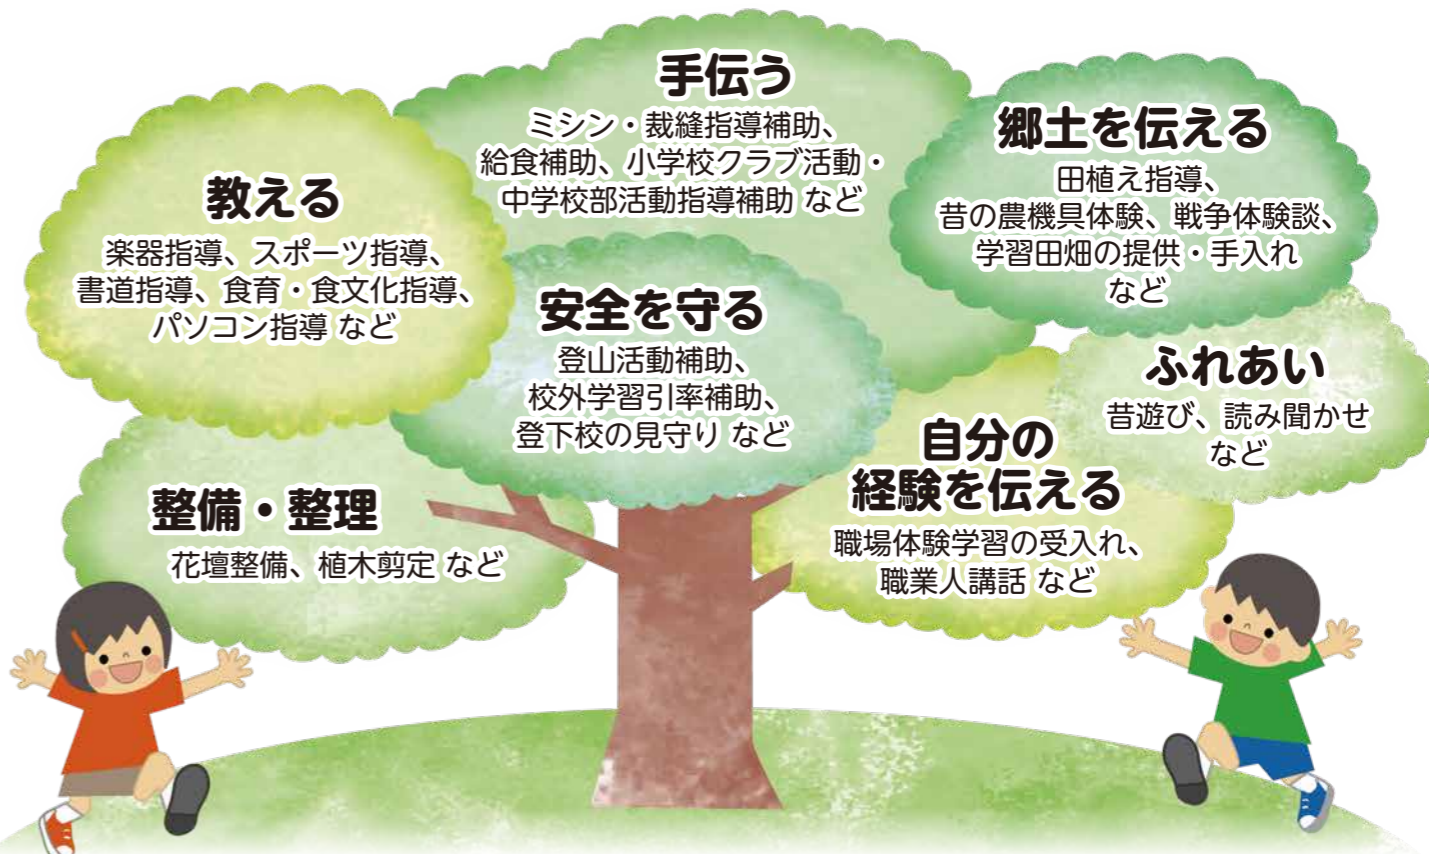 手伝う
ミシン・裁縫指導補助、
給食補助、小学校クラブ活動・
中学校部活動指導補助 など
郷土を伝える
田植え指導、
昔の農機具体験、戦争体験談、
学習田畑の提供・手入れ
など
教える
楽器指導、スポーツ指導、
書道指導、食育・食文化指導、
パソコン指導 など
安全を守る
登山活動補助、
校外学習引率補助、
登下校の見守り など
ふれあい
昔遊び、読み聞かせ
など
自分の
経験を伝える
職場体験学習の受入れ、
職業人講話 など
整備・整理
花壇整備、植木剪定 など